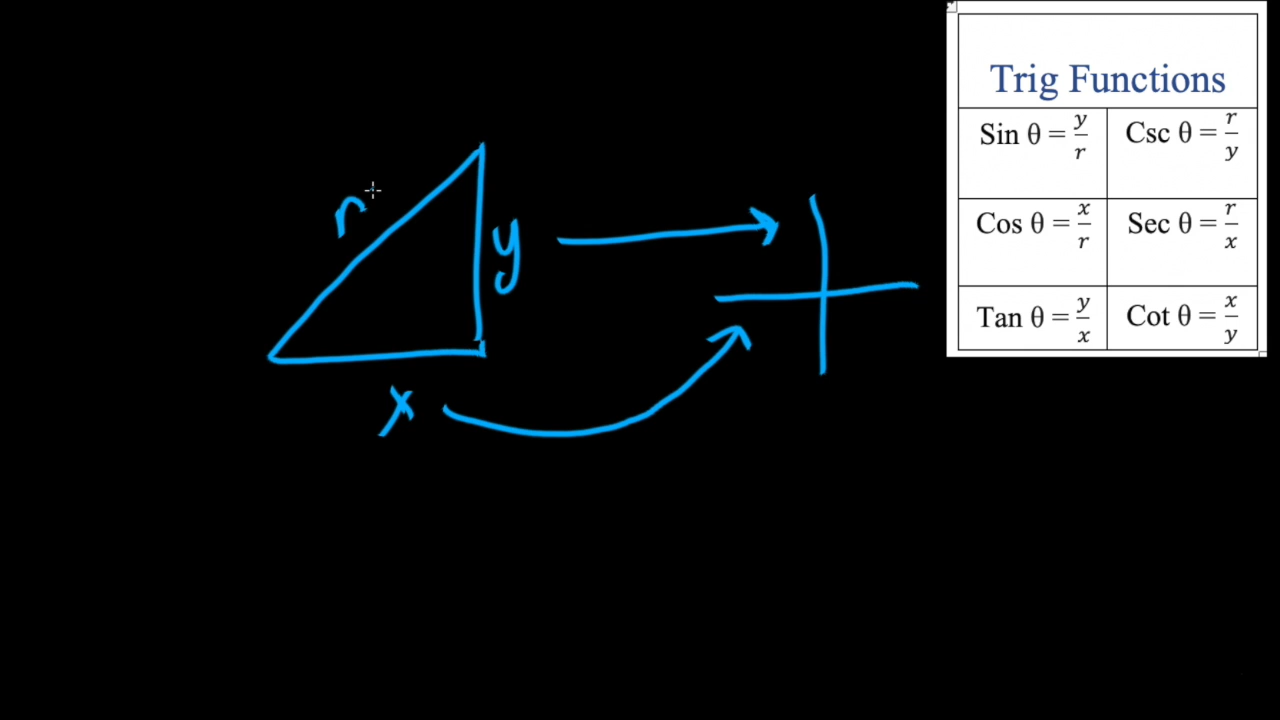 r
y
x
Trig Functions
Sin θ = y/r
Csc θ = r/y
Cos θ = x/r
Sec θ = r/x
Tan θ = y/x
Cot θ = x/y